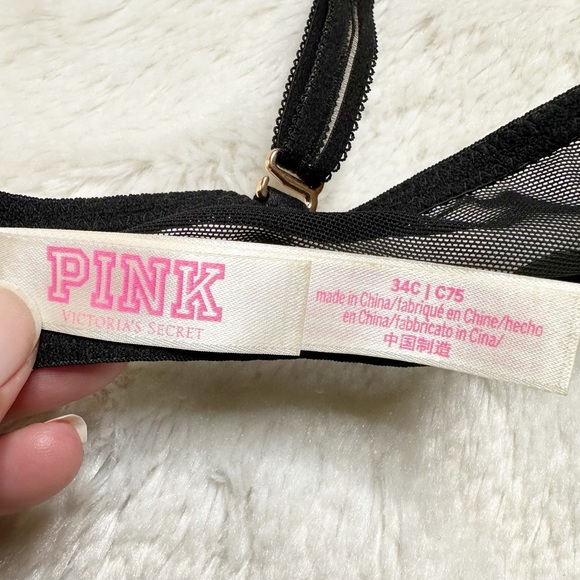 PINK
VICTORIA'S SECRET
34C | C75
made in China/fabriqué en Chine/hecho
en China/fabbricato in Cina/
中国制造